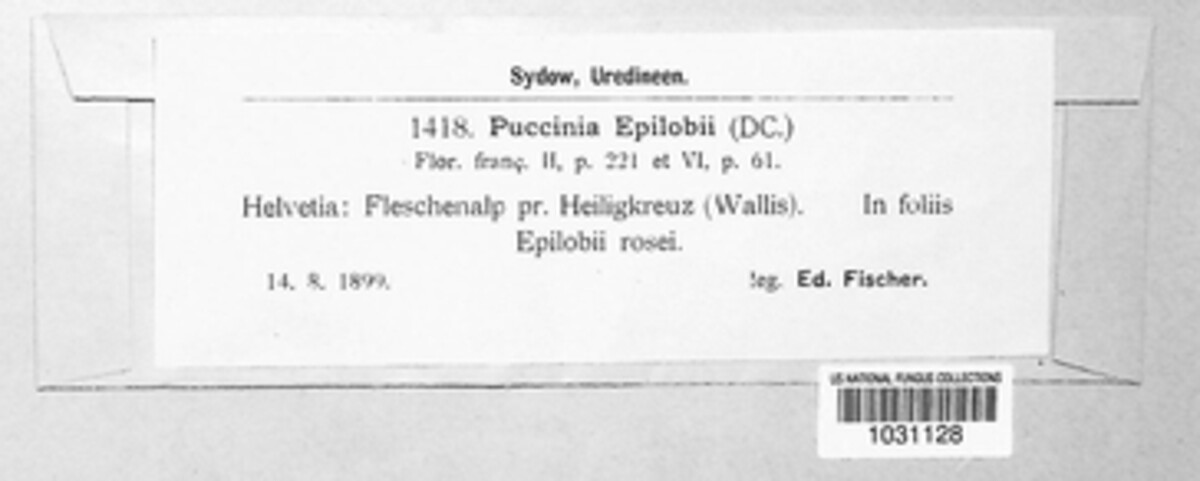 Sydow, Uredineen.
1418. Puccinia Epilobii (DC.)
Flor. franç. II, p. 221 et VI, p. 61.
Helvetia: Fleschenalp pr. Heiligkreuz (Wallis). In foliis
Epilobii rosei.
14. 8. 1899. leg. Ed. Fischer.
US NATIONAL FUNGUS COLLECTIONS
1031128